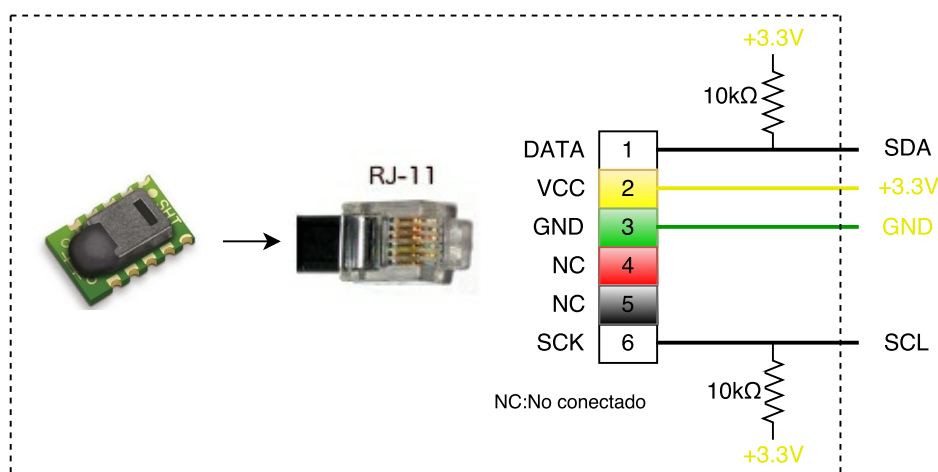 +3.3V
10kΩ
DATA 1 SDA
RJ-11
VCC 2 +3.3V
SHT
GND 3 GND
NC 4
NC 5
SCK 6 SCL
10kΩ
NC:No conectado
+3.3V